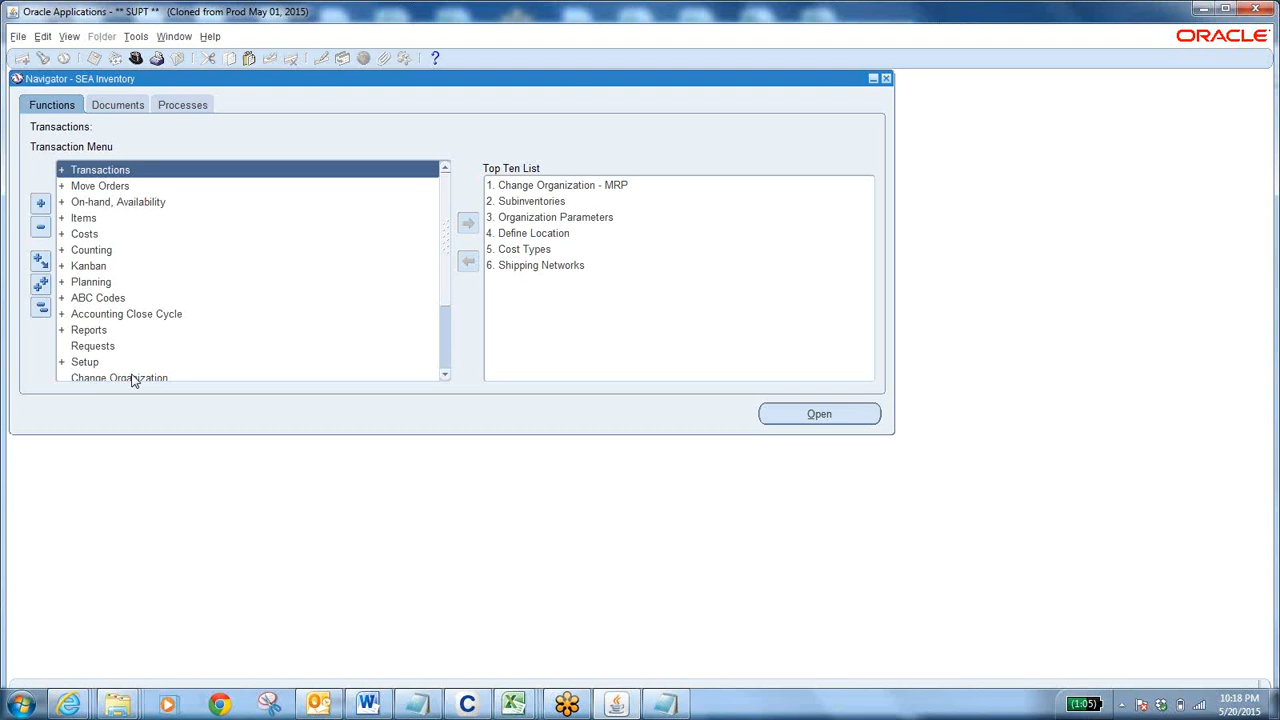 Oracle Applications - ** SUPT ** (Cloned from Prod May 01, 2015)
File Edit View Folder Tools Window Help
ORACLE
Navigator - SEA Inventory
Functions Documents Processes
Transactions:
Transaction Menu
Top Ten List
+ Transactions
+ Move Orders
+ On-hand, Availability
+ Items
+ Costs
+ Counting
+ Kanban
+ Planning
+ ABC Codes
+ Accounting Close Cycle
+ Reports
Requests
+ Setup
Change Organization
1. Change Organization - MRP
2. Subinventories
3. Organization Parameters
4. Define Location
5. Cost Types
6. Shipping Networks
Open
(1:05)
10:18 PM
5/20/2015